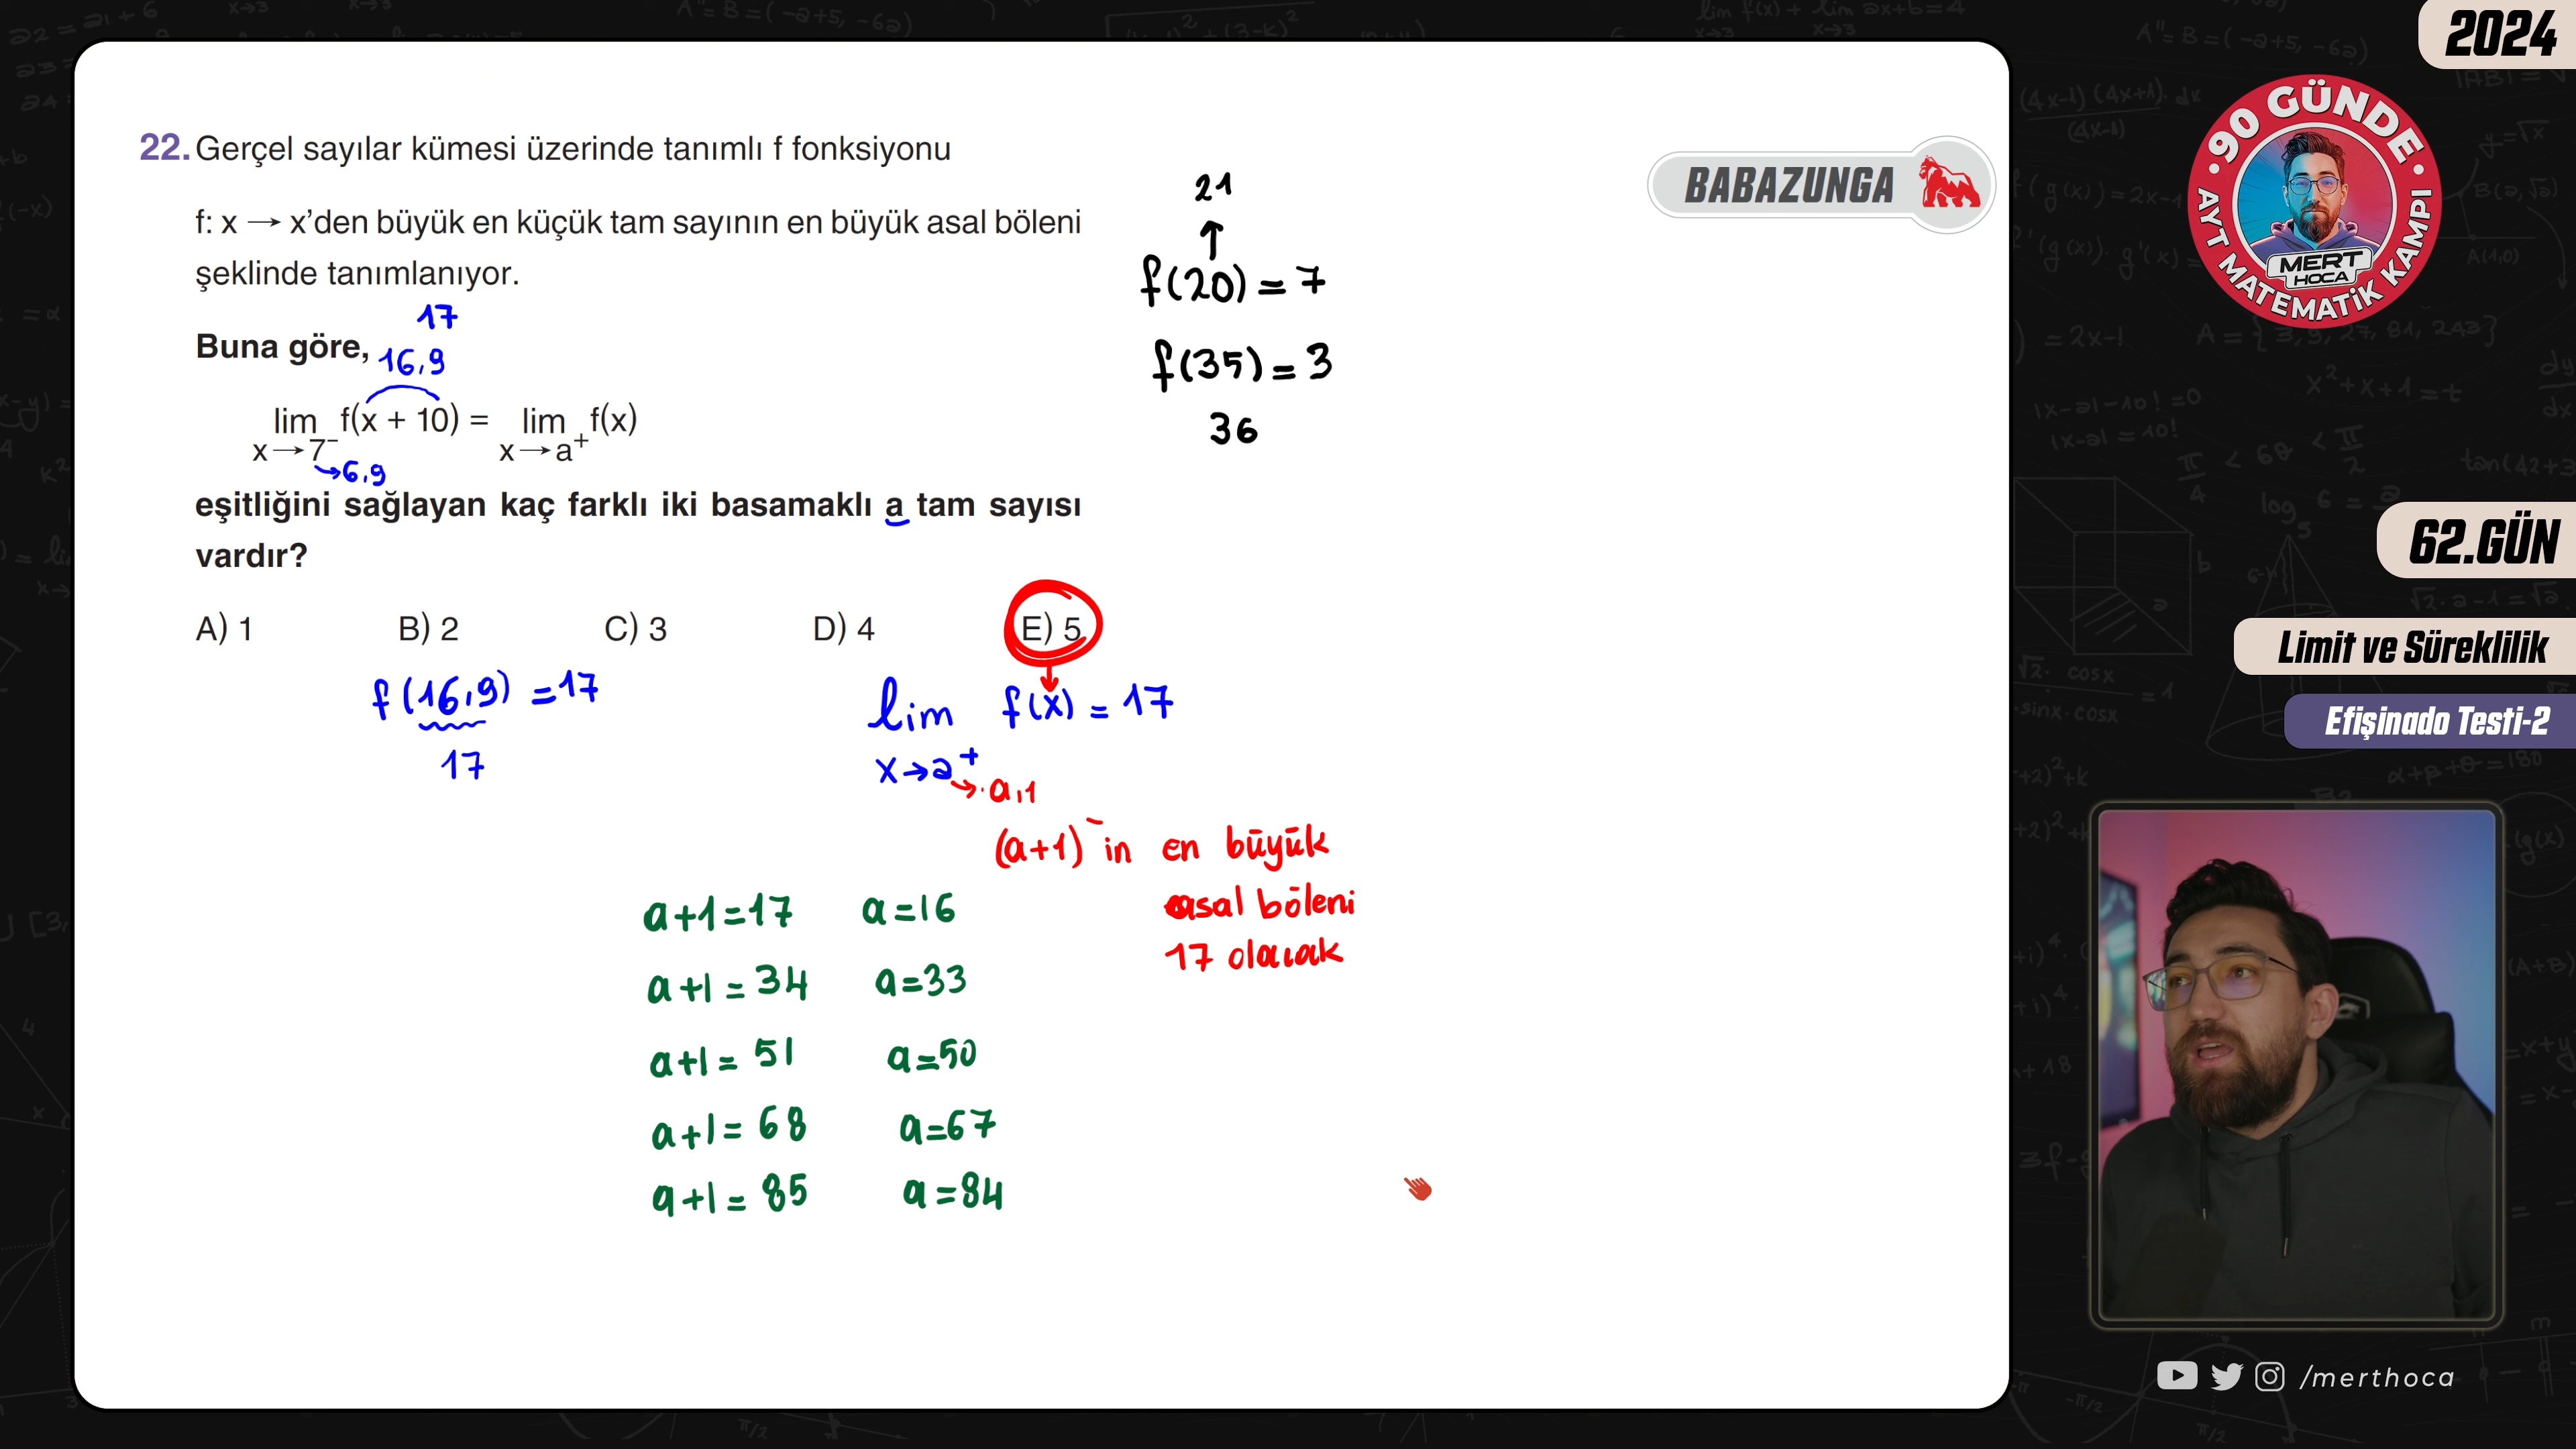 2024
90 GÜNDE
AYT MATEMATİK KAMPI
MERT
HOCA
BABAZUNGA
22. Gerçel sayılar kümesi üzerinde tanımlı f fonksiyonu
f: x → x’den büyük en küçük tam sayının en büyük asal böleni
şeklinde tanımlanıyor.
17
Buna göre, 16,9
lim f(x + 10) = lim f(x)
x→7⁻ x→a⁺
→6,9
eşitliğini sağlayan kaç farklı iki basamaklı a tam sayısı
vardır?
A) 1 B) 2 C) 3 D) 4 E) 5
21
↑
f(20) = 7
f(35) = 3
36
f(16,9) = 17
17
lim f(x) = 17
x→a⁺
→ a,1
(a+1)'in en büyük
asal böleni
17 olacak
a+1=17 a=16
a+1=34 a=33
a+1=51 a=50
a+1=68 a=67
a+1=85 a=84
62.GÜN
Limit ve Süreklilik
Efişinado Testi-2
/merthoca